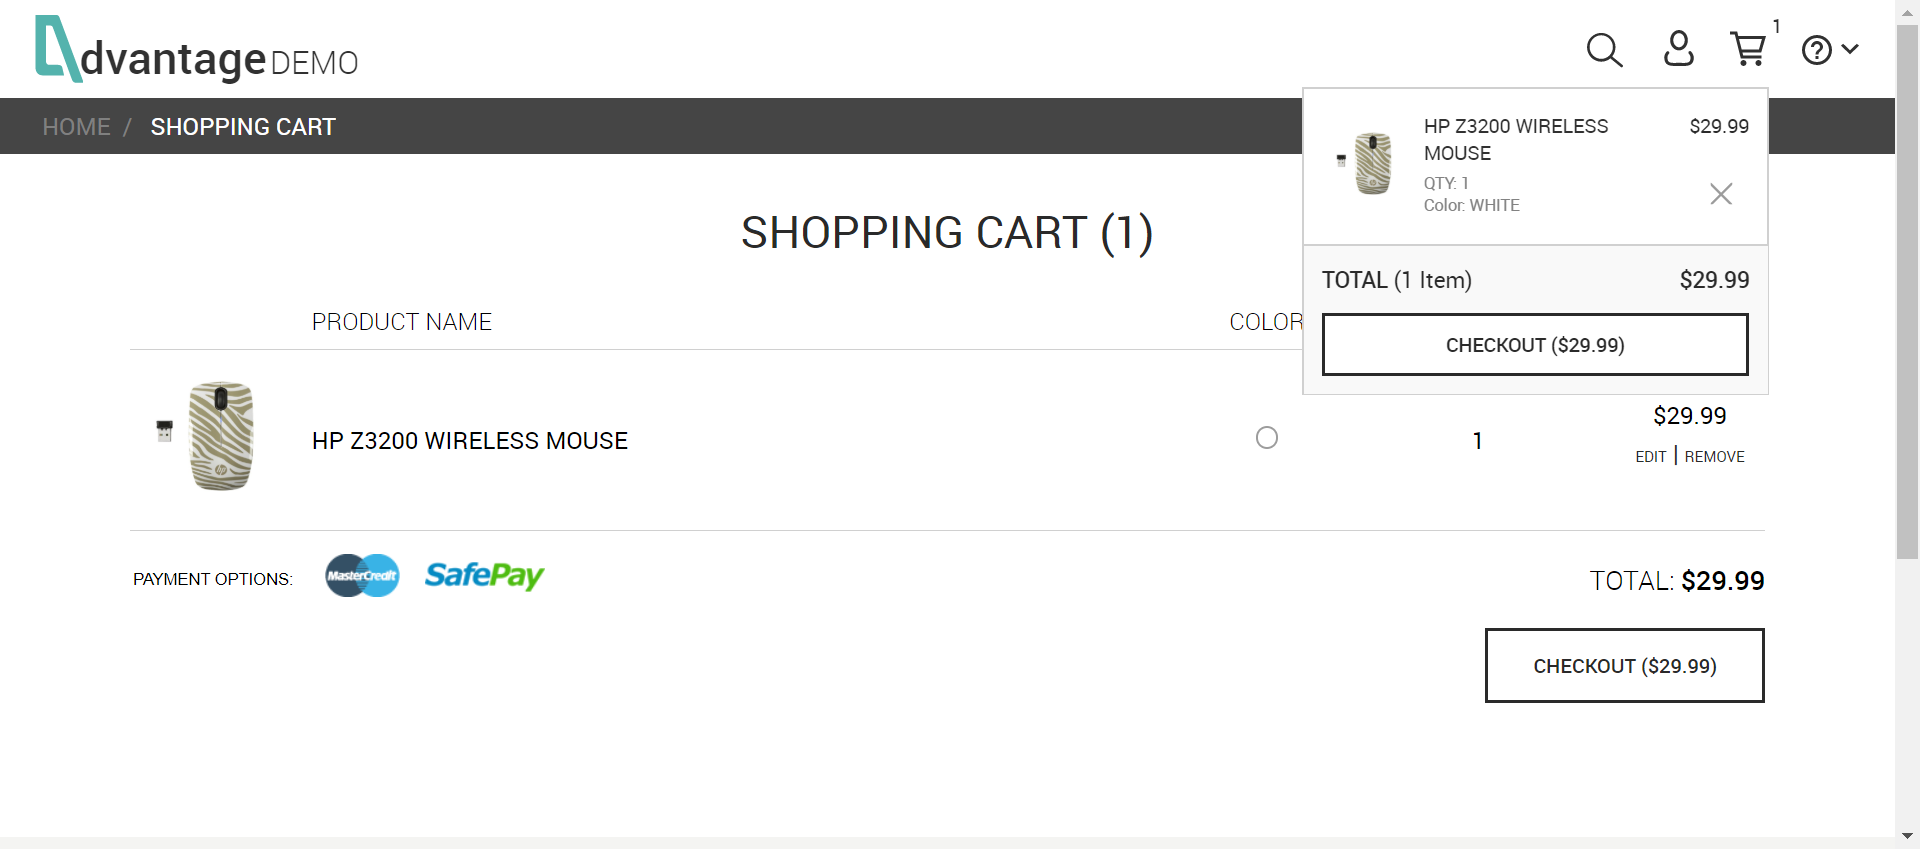 dvantage DEMO
1
HOME / SHOPPING CART
HP Z3200 WIRELESS
MOUSE
$29.99
QTY: 1
Color: WHITE
TOTAL (1 Item) $29.99
CHECKOUT ($29.99)
SHOPPING CART (1)
PRODUCT NAME COLOR
HP Z3200 WIRELESS MOUSE 1 $29.99
EDIT | REMOVE
PAYMENT OPTIONS: MasterCredit SafePay TOTAL: $29.99
CHECKOUT ($29.99)